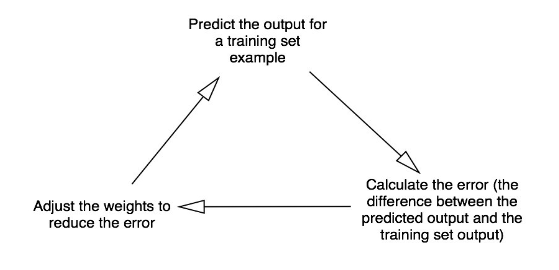 Predict the output for
a training set
example
Calculate the error (the
difference between the
predicted output and the
training set output)
Adjust the weights to
reduce the error